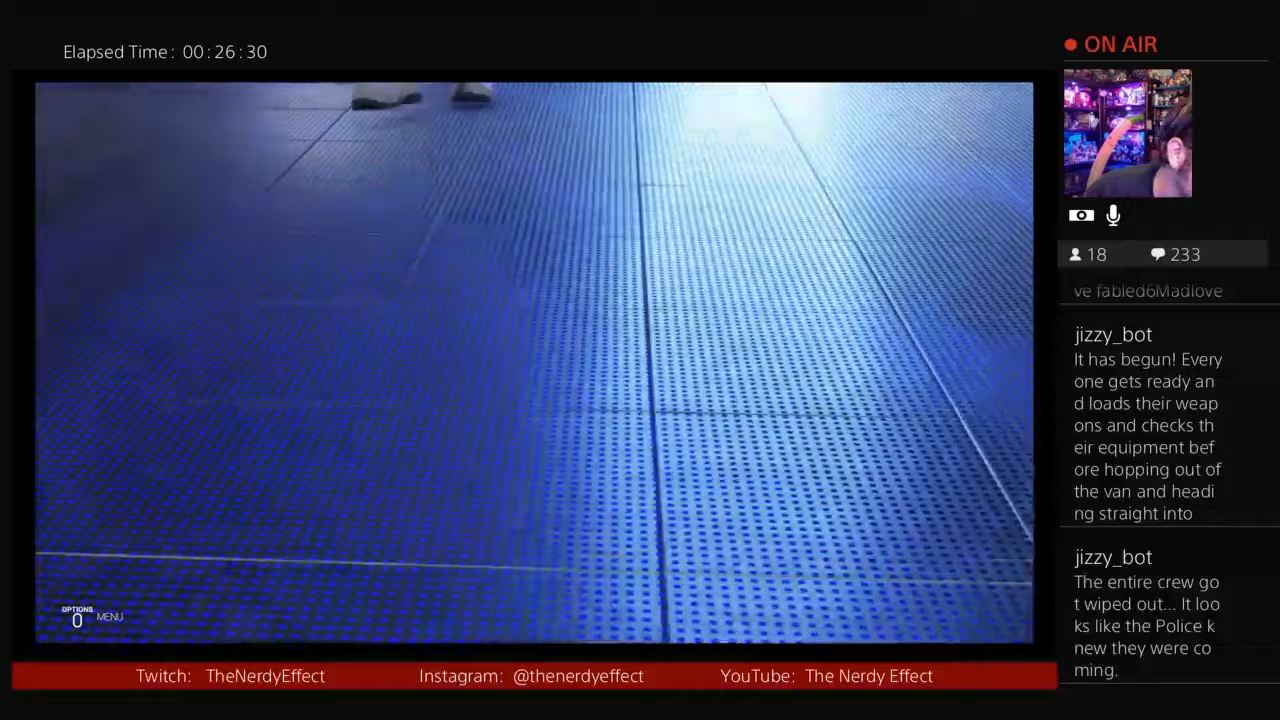 Elapsed Time: 00:26:30
ON AIR
18 233
ve fabled6Madlove
jizzy_bot
It has begun! Every
one gets ready an
d loads their weap
ons and checks th
eir equipment bef
ore hopping out of
the van and headi
ng straight into
jizzy_bot
The entire crew go
t wiped out... It loo
ks like the Police k
new they were co
ming.
OPTIONS
MENU
Twitch: TheNerdyEffect Instagram: @thenerdyeffect YouTube: The Nerdy Effect